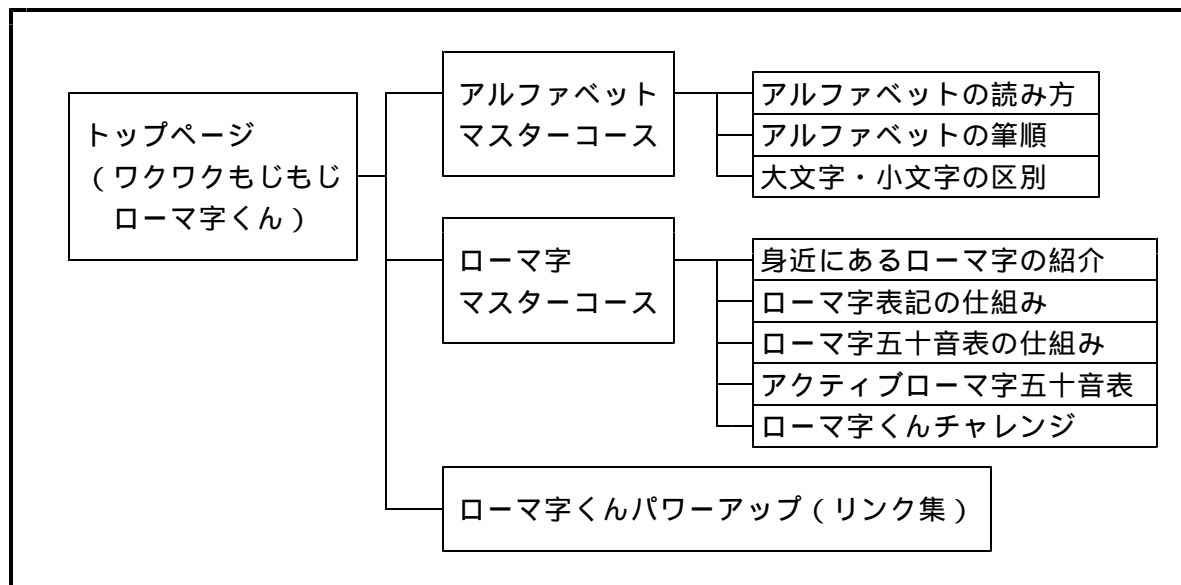 トップページ
(ワクワクもじもじ
ローマ字くん)
アルファベット
マスターコース
アルファベットの読み方
アルファベットの筆順
大文字・小文字の区別
ローマ字
マスターコース
身近にあるローマ字の紹介
ローマ字表記の仕組み
ローマ字五十音表の仕組み
アクティブローマ字五十音表
ローマ字くんチャレンジ
ローマ字くんパワーアップ(リンク集)